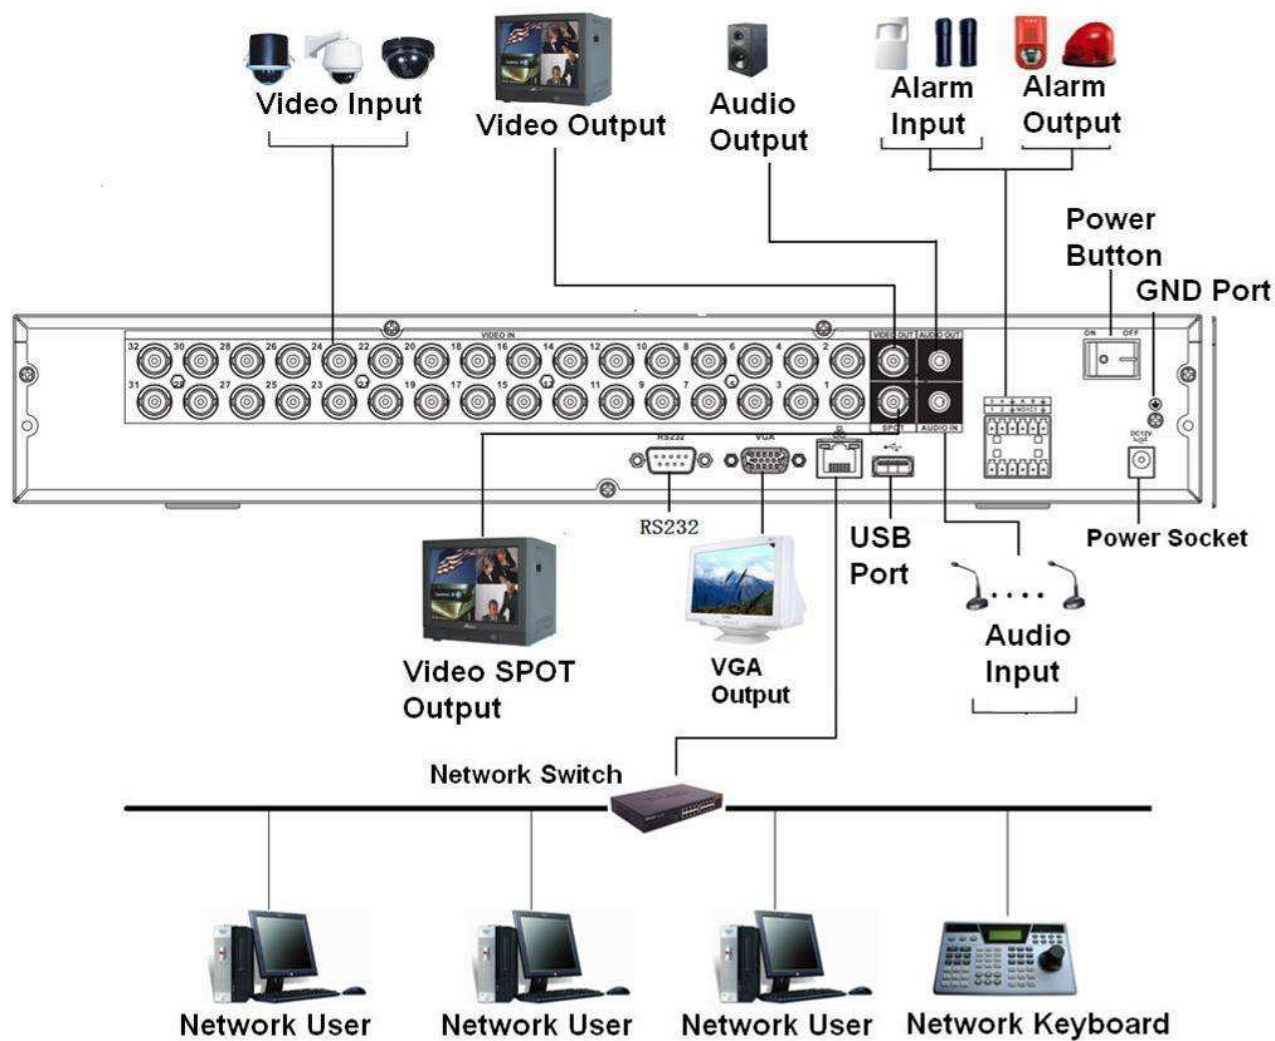 Video Input
Video Output
Audio
Output
Alarm
Input
Alarm
Output
Power
Button
GND Port
ON OFF
VIDEO IN
VIDEO OUT
AUDIO OUT
32 30 28 26 24 22 20 18 16 14 12 10 8 6 4 2
31 29 27 25 23 21 19 17 15 13 11 9 7 5 3 1
SPOT
AUDIO IN
RS232
VGA
DC12V
RS232
USB
Port
Power Socket
Audio
Input
Video SPOT
Output
VGA
Output
Network Switch
Network User
Network User
Network User
Network Keyboard